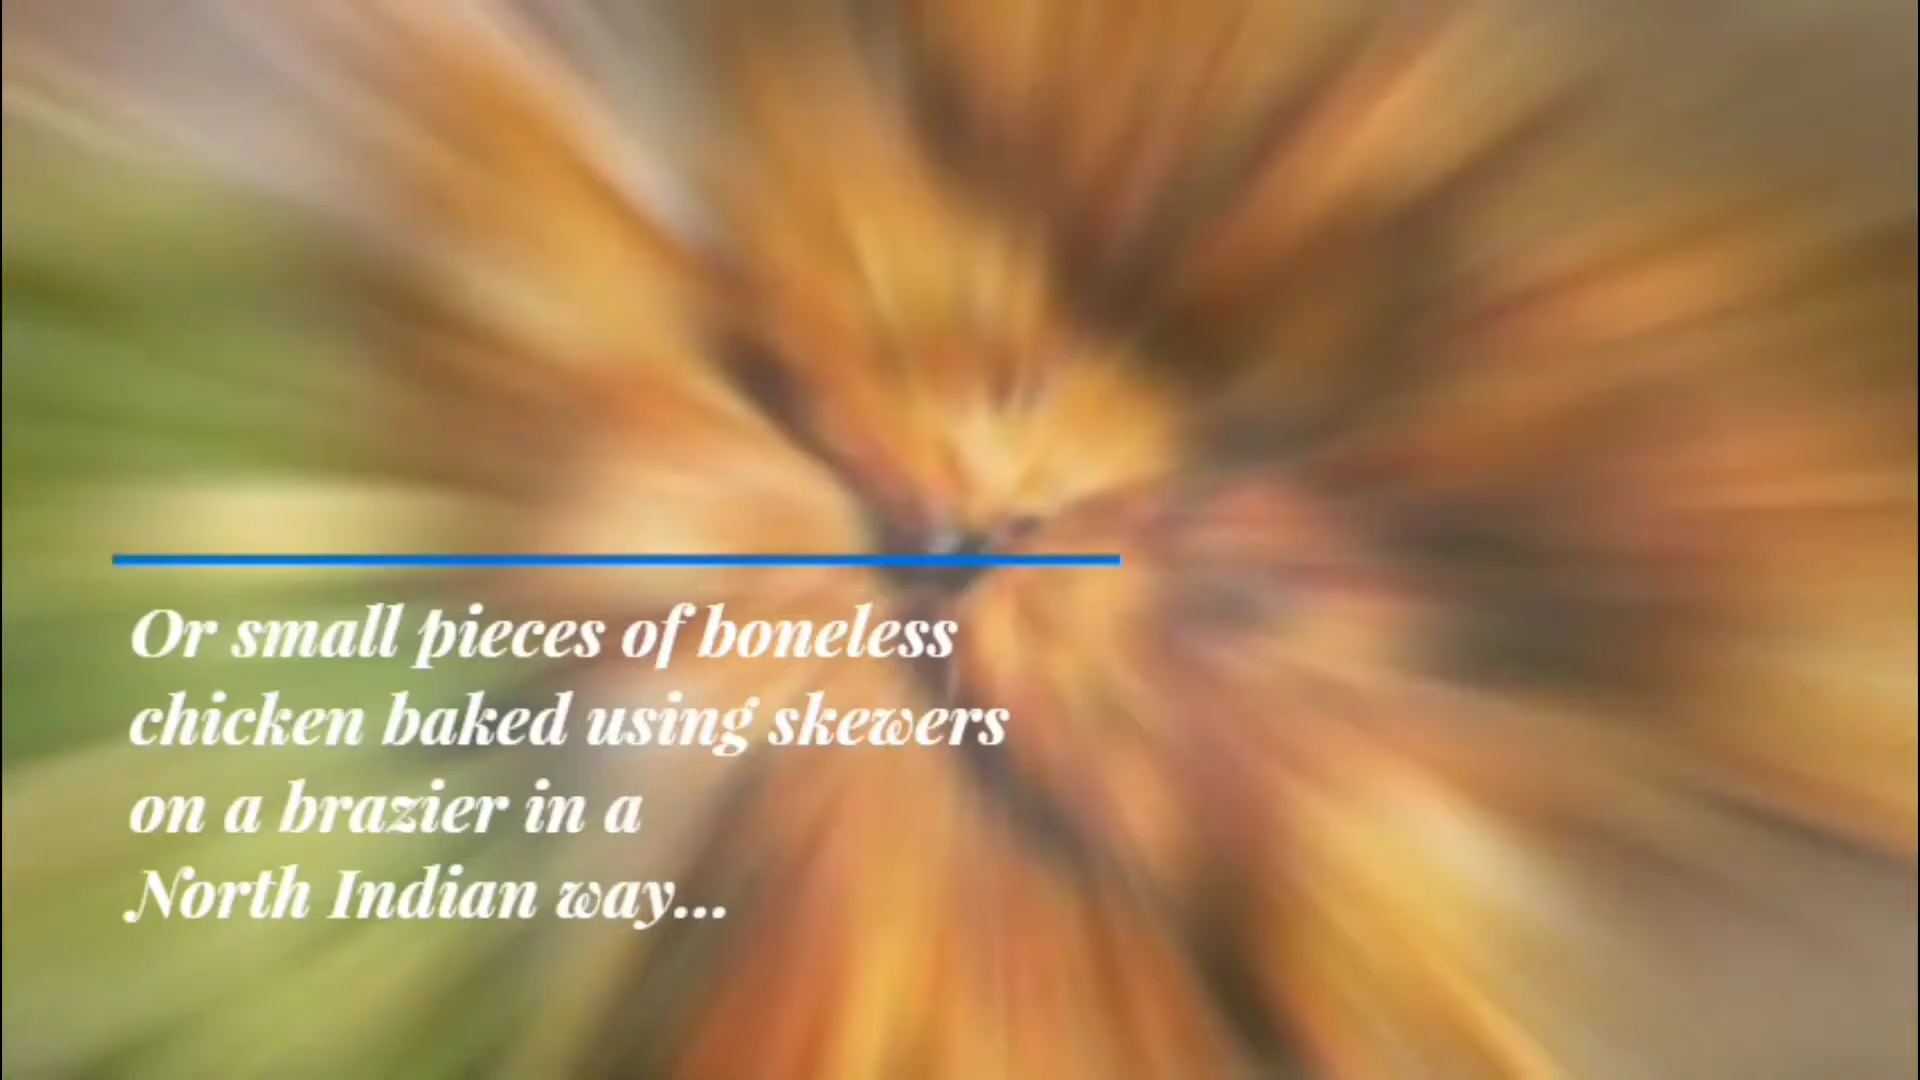 Or small pieces of boneless
chicken baked using skewers
on a brazier in a
North Indian way...